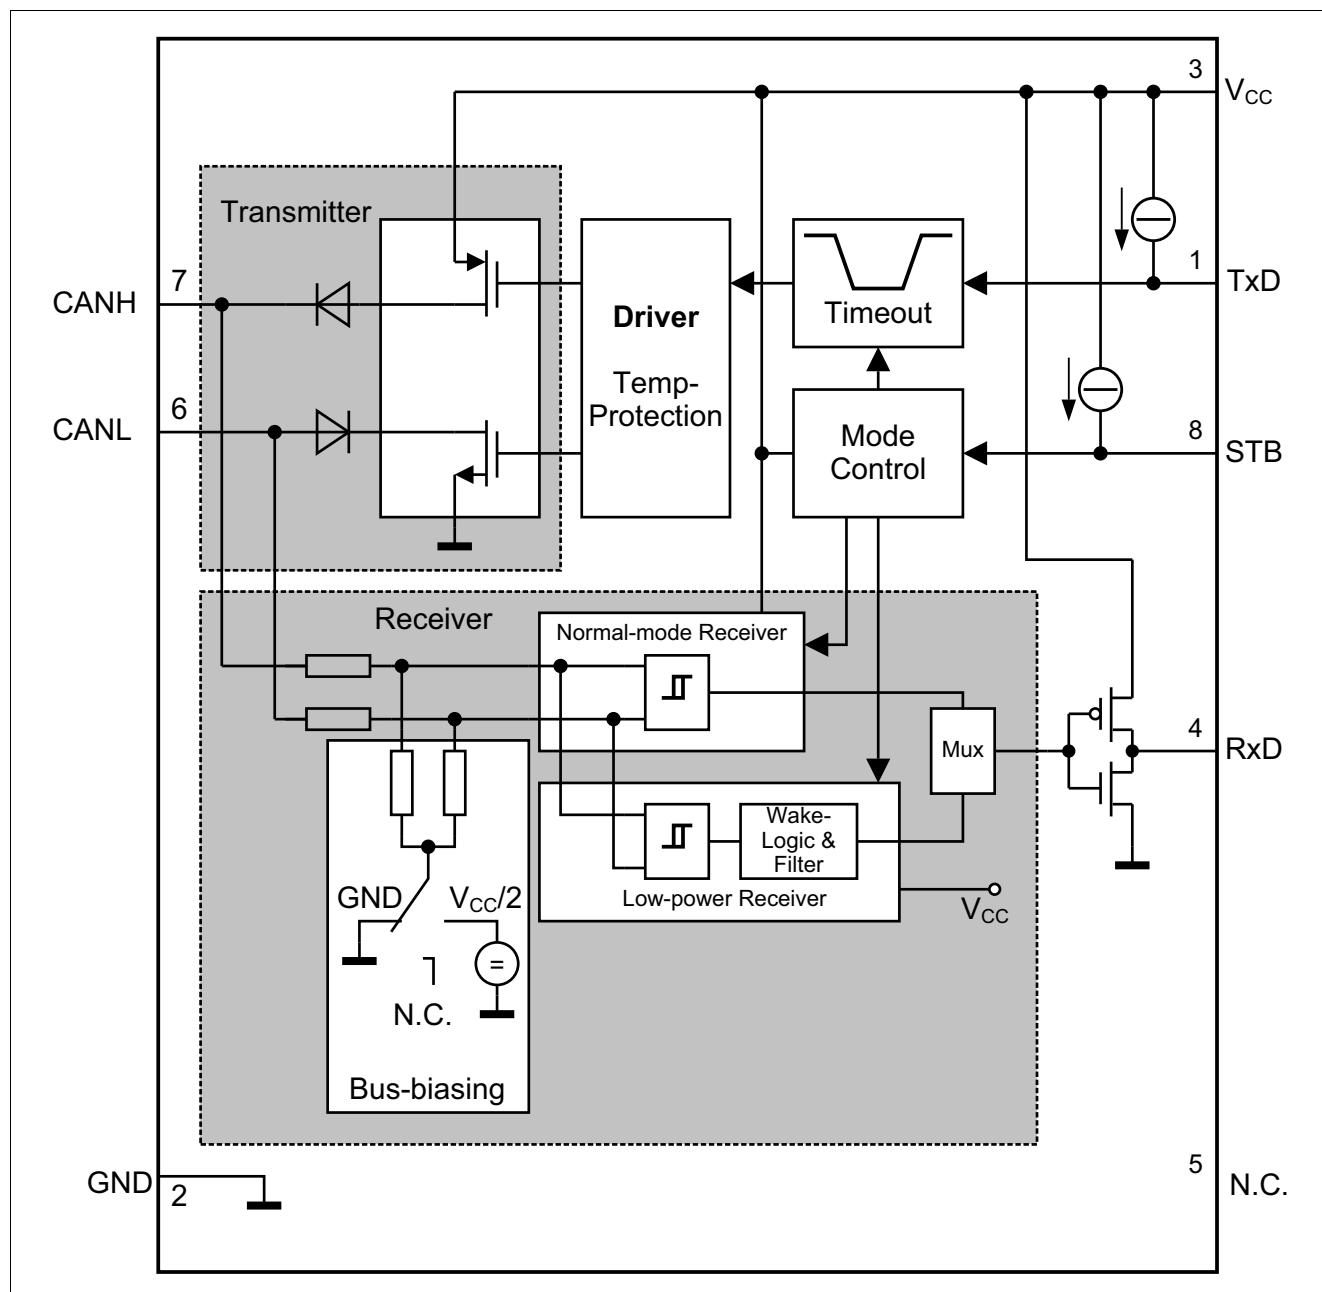 3
VCC
Transmitter
7
CANH
1
TxD
Driver
Timeout
Temp-
Protection
6
CANL
Mode
Control
8
STB
Receiver
Normal-mode Receiver
4
RxD
Mux
Wake-
Logic &
Filter
Low-power Receiver
VCC
GND
VCC/2
=
N.C.
Bus-biasing
GND
2
5
N.C.